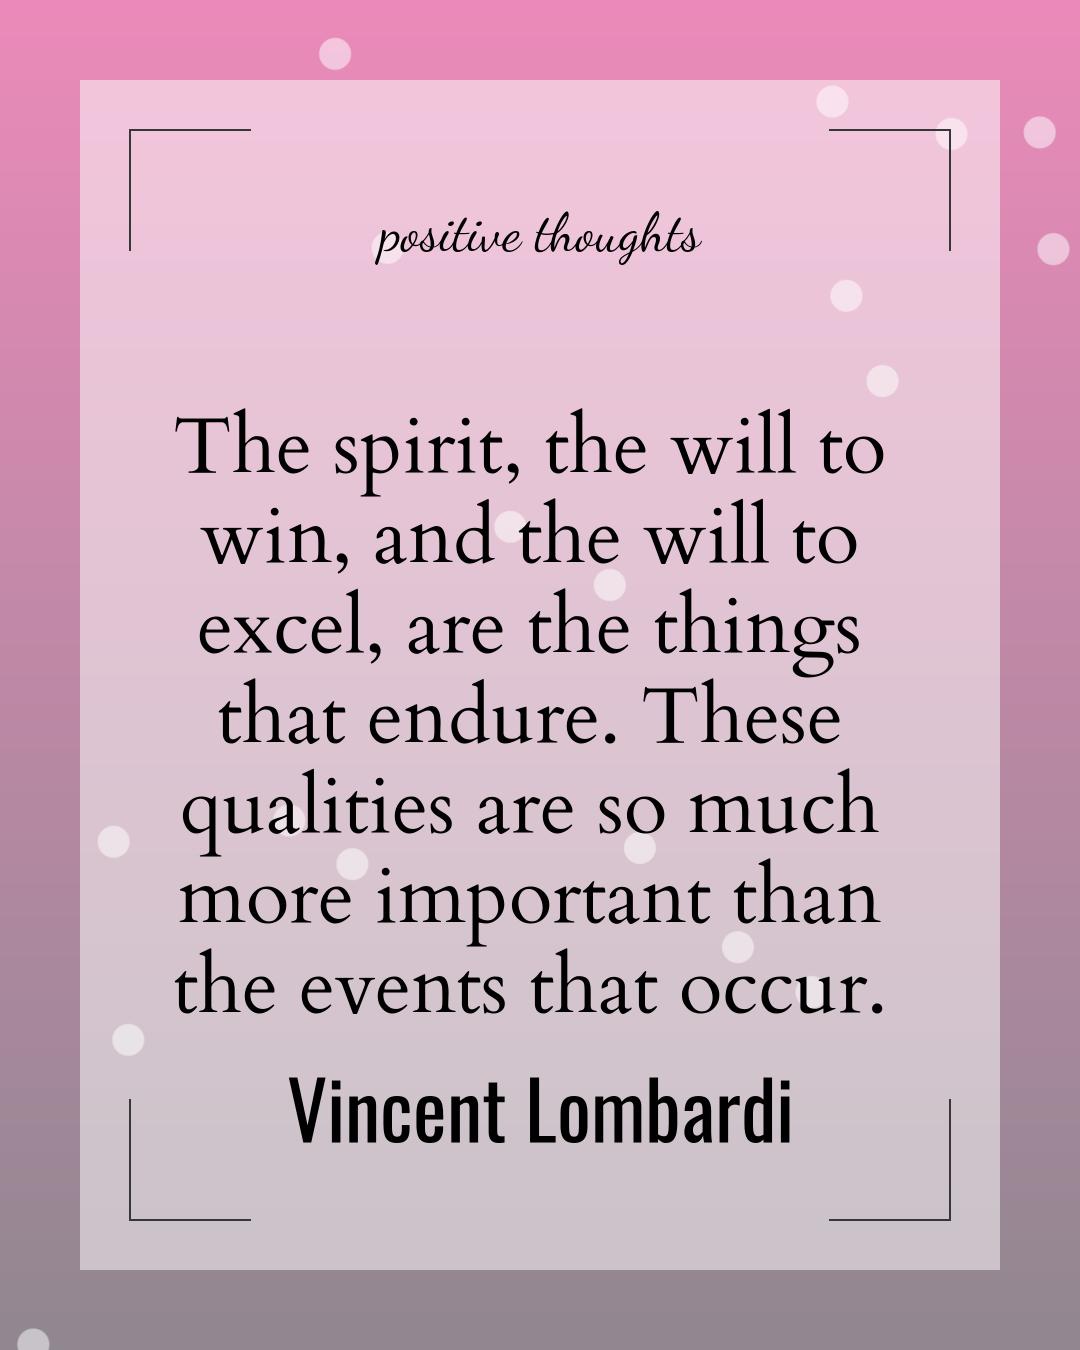 positive thoughts
The spirit, the will to
win, and the will to
excel, are the things
that endure. These
qualities are so much
more important than
the events that occur.
Vincent Lombardi